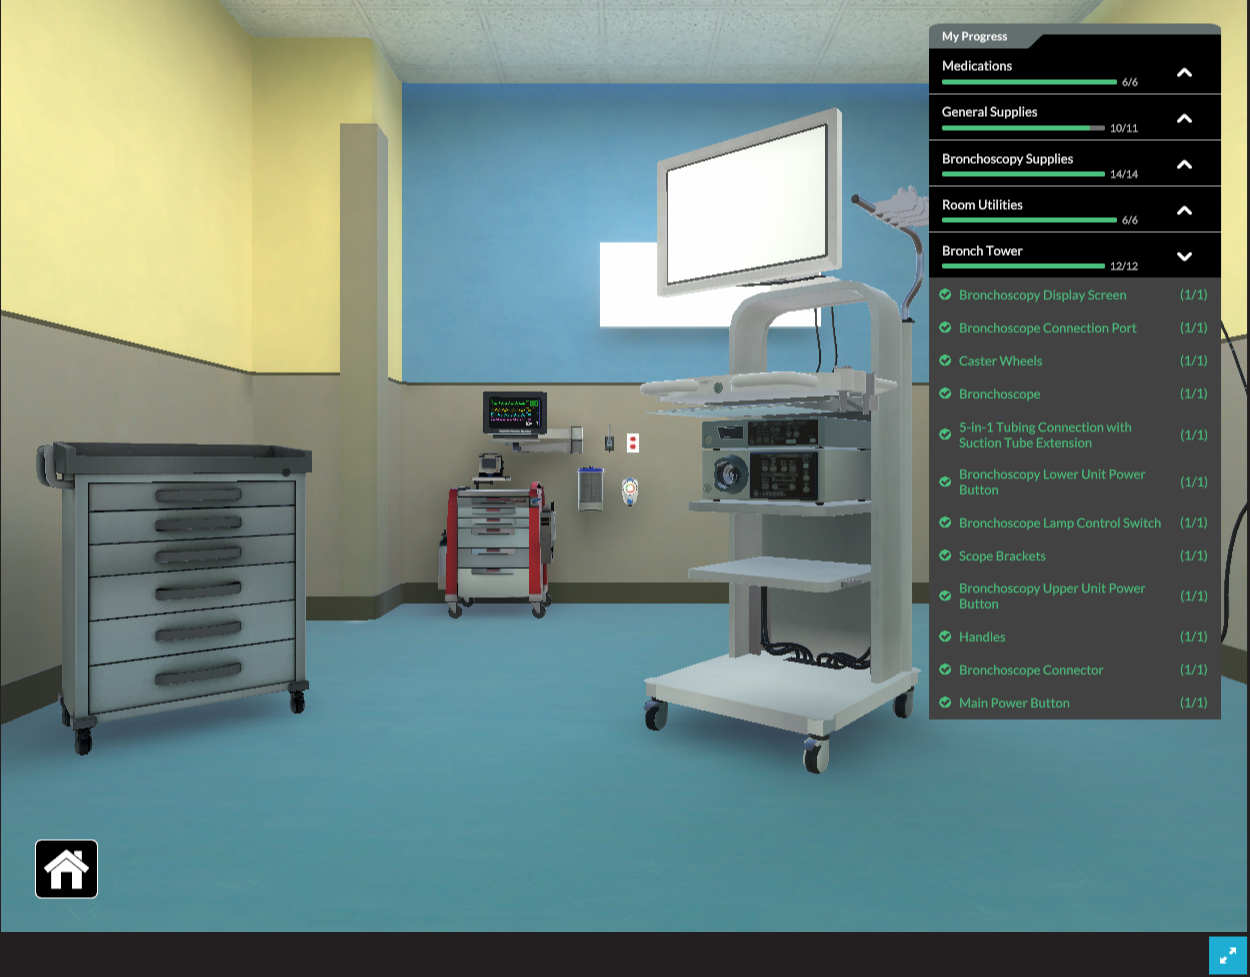 My Progress
Medications
6/6
General Supplies
10/11
Bronchoscopy Supplies
14/14
Room Utilities
6/6
Bronch Tower
12/12
Bronchoscopy Display Screen (1/1)
Bronchoscope Connection Port (1/1)
Caster Wheels (1/1)
Bronchoscope (1/1)
5-in-1 Tubing Connection with
Suction Tube Extension (1/1)
Bronchoscopy Lower Unit Power
Button (1/1)
Bronchoscope Lamp Control Switch (1/1)
Scope Brackets (1/1)
Bronchoscopy Upper Unit Power
Button (1/1)
Handles (1/1)
Bronchoscope Connector (1/1)
Main Power Button (1/1)